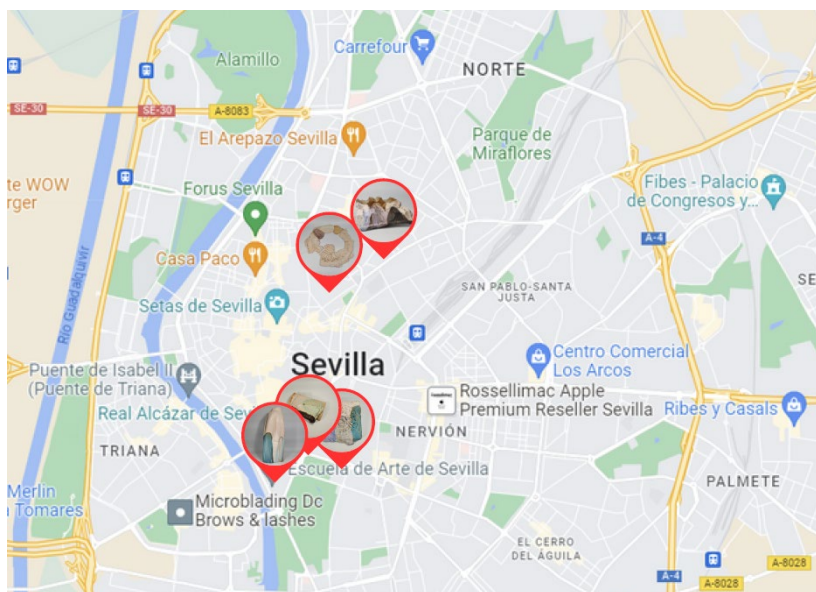 Alamillo
Carrefour
NORTE
SE-30
SE-30
A-8083
El Arepazo Sevilla
Parque de
Miraflores
te WOW
rger
Forus Sevilla
Fibes - Palacio
de Congresos y...
A-4
Casa Paco
Río Guadalquivir
SAN PABLO-SANTA
JUSTA
SE
Setas de Sevilla
Sevilla
Centro Comercial
Los Arcos
Puente de Isabel II
(Puente de Triana)
Rossellimac Apple
Premium Reseller Sevilla
Ribes y Casals
Real Alcázar de Sev
NERVIÓN
TRIANA
Escuela de Arte de Sevilla
Merlin
Tomares
Microblading Dc
Brows & lashes
PALMETE
EL CERRO
DEL ÁGUILA
A-8028
A-4
A-8028